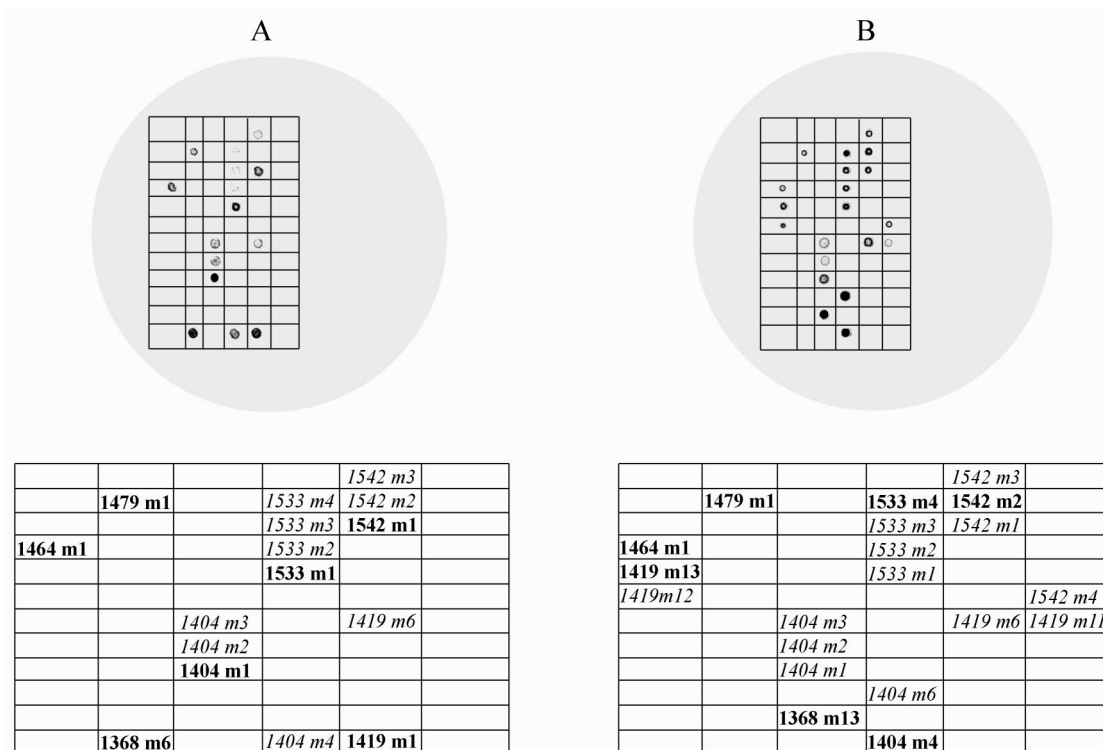 A B
1542 m3 1542 m3
1479 m1 1533 m4 1542 m2 1479 m1 1533 m4 1542 m2
1533 m3 1542 m1 1533 m3 1542 m1
1464 m1 1533 m2 1464 m1 1533 m2
1533 m1 1419 m13 1533 m1
1419m12 1542 m4
1404 m3 1419 m6 1404 m3 1419 m6 1419 m11
1404 m2 1404 m2
1404 m1 1404 m1
1404 m6
1368 m13
1368 m6 1404 m4 1419 m1 1404 m4